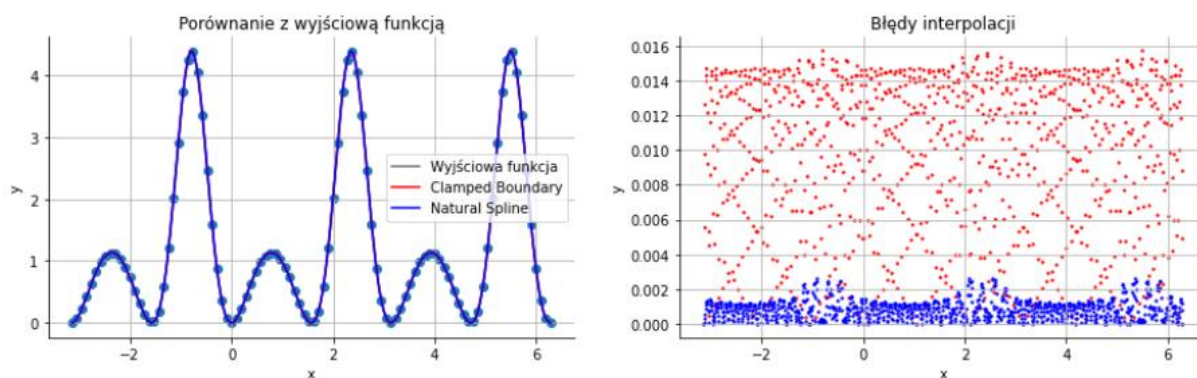 Porównanie z wyjściową funkcją
4
3
2
1
0
y
−2
0
2
4
6
x
Wyjściowa funkcja
Clamped Boundary
Natural Spline
Błędy interpolacji
0.016
0.014
0.012
0.010
0.008
0.006
0.004
0.002
0.000
y
−2
0
2
4
6
x